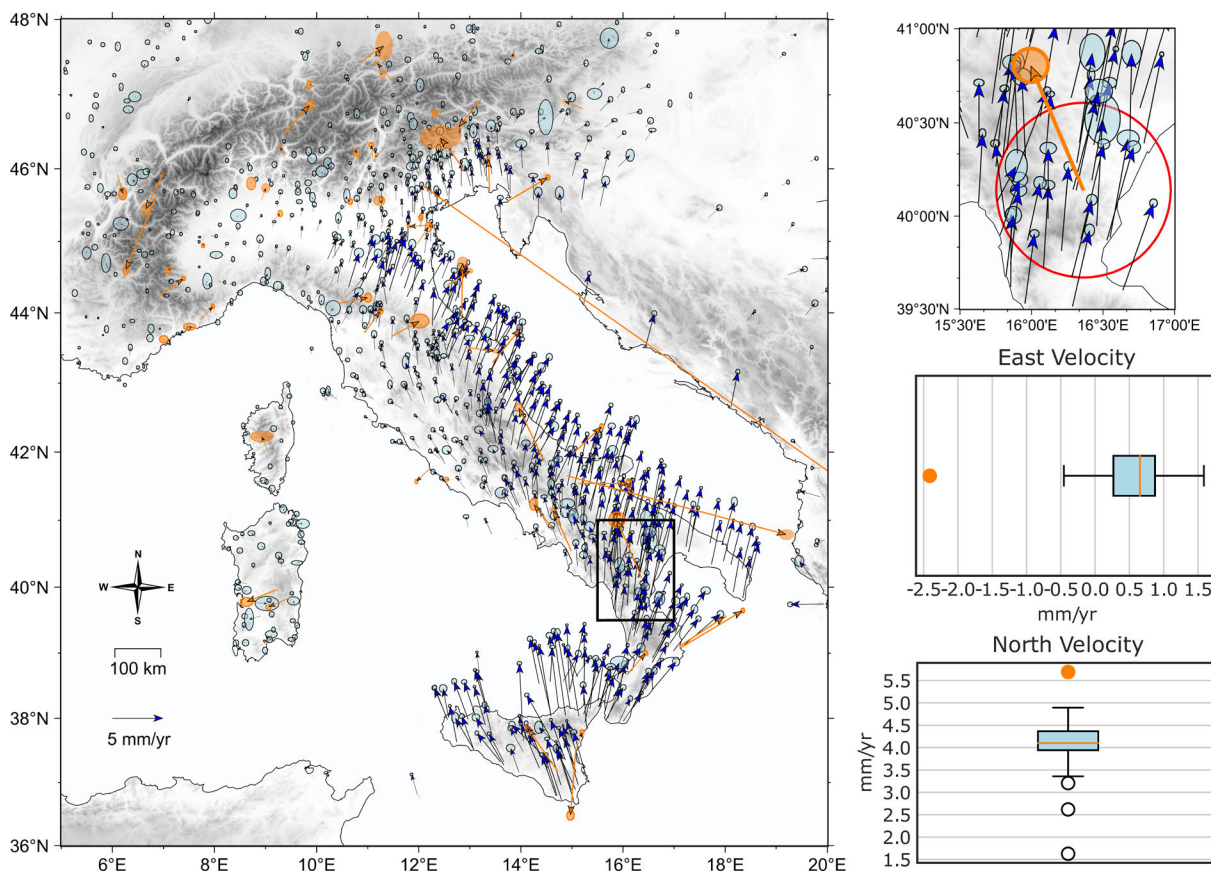 48°N
46°N
44°N
42°N
40°N
38°N
36°N
6°E 8°E 10°E 12°E 14°E 16°E 18°E 20°E
N
W E
S
100 km
5 mm/yr
41°00'N
40°30'N
40°00'N
39°30'N
15°30'E 16°00'E 16°30'E 17°00'E
East Velocity
-2.5 -2.0 -1.5 -1.0 -0.5 0.0 0.5 1.0 1.5
mm/yr
North Velocity
5.5
5.0
4.5
4.0
3.5
3.0
2.5
2.0
1.5
mm/yr